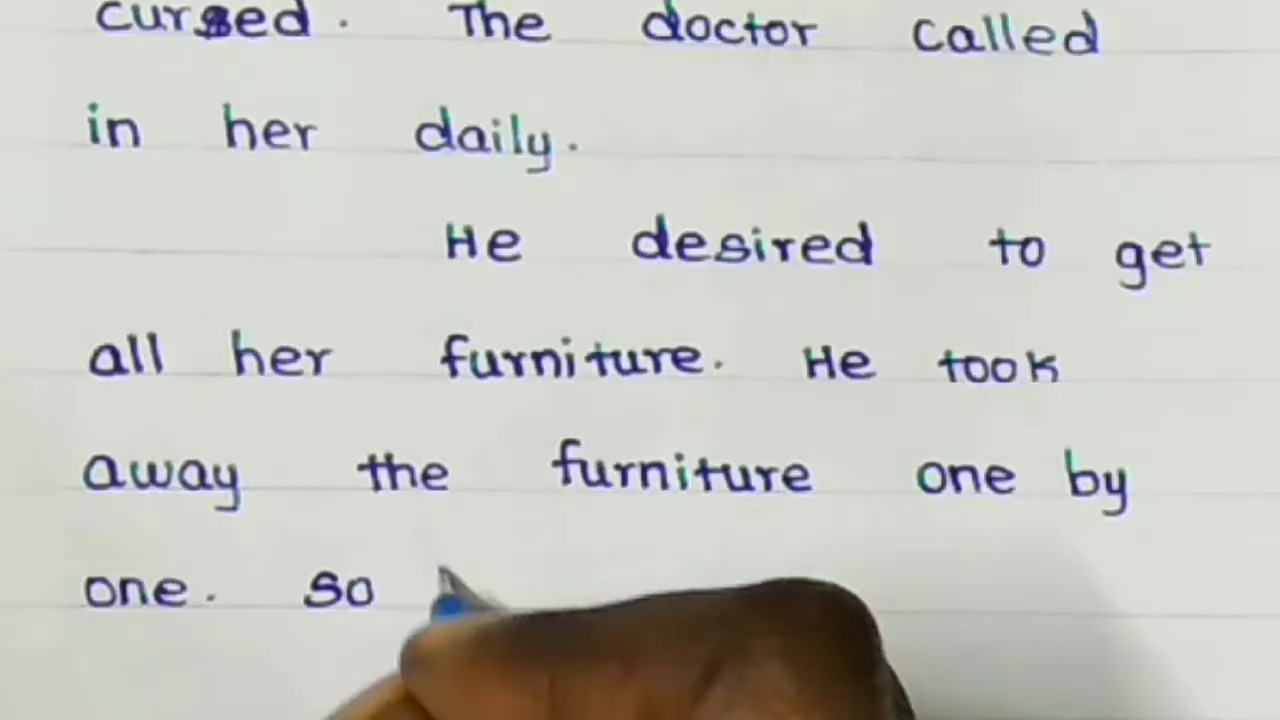 cursed. The doctor called
in her daily.
He desired to get
all her furniture. He took
away the furniture one by
one. So